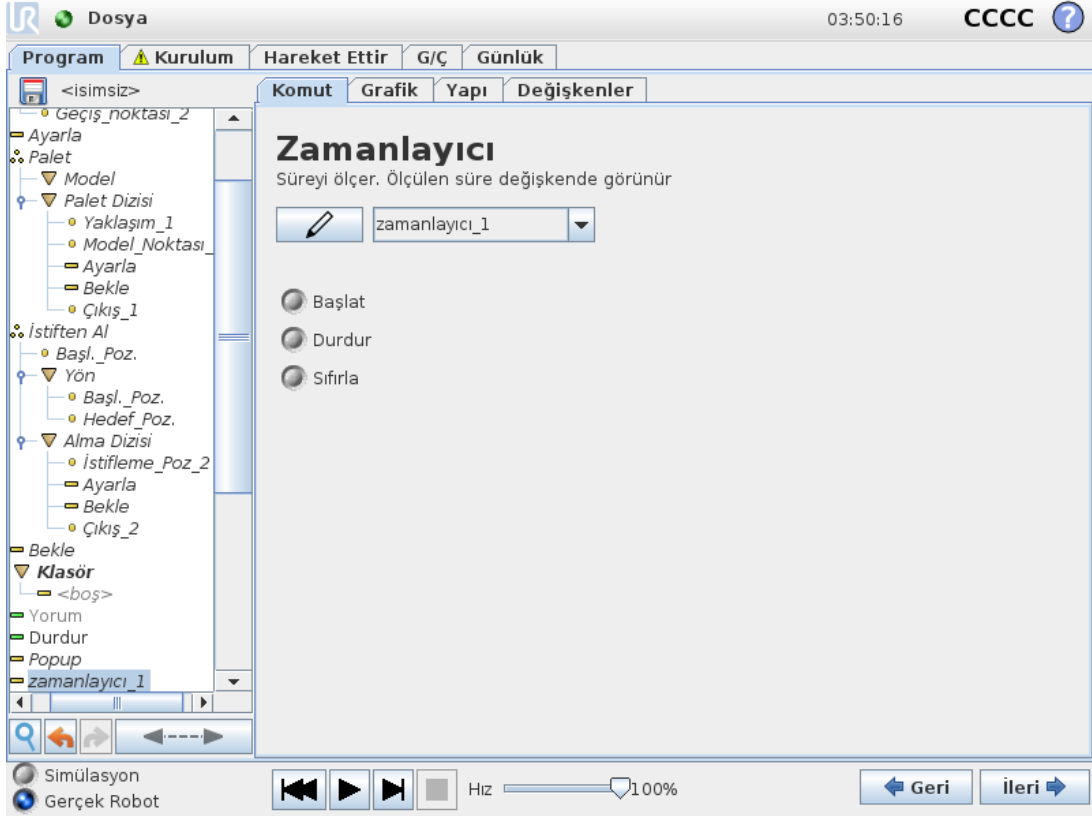 UR Dosya 03:50:16 CCCC ?
Program Kurulum Hareket Ettir G/Ç Günlük
<isimsiz>
Komut Grafik Yapı Değişkenler
Geçiş_noktası_2
Ayarla
Palet
Model
Palet Dizisi
Yaklaşım_1
Model_Noktası_
Ayarla
Bekle
Çıkış_1
İstiften Al
Başl._Poz.
Yön
Başl._Poz.
Hedef_Poz.
Alma Dizisi
İstifleme_Poz_2
Ayarla
Bekle
Çıkış_2
Bekle
Klasör
<boş>
Yorum
Durdur
Popup
zamanlayıcı_1
Zamanlayıcı
Süreyi ölçer. Ölçülen süre değişkende görünür
zamanlayıcı_1
Başlat
Durdur
Sıfırla
Simülasyon
Gerçek Robot
Hız 100%
Geri İleri